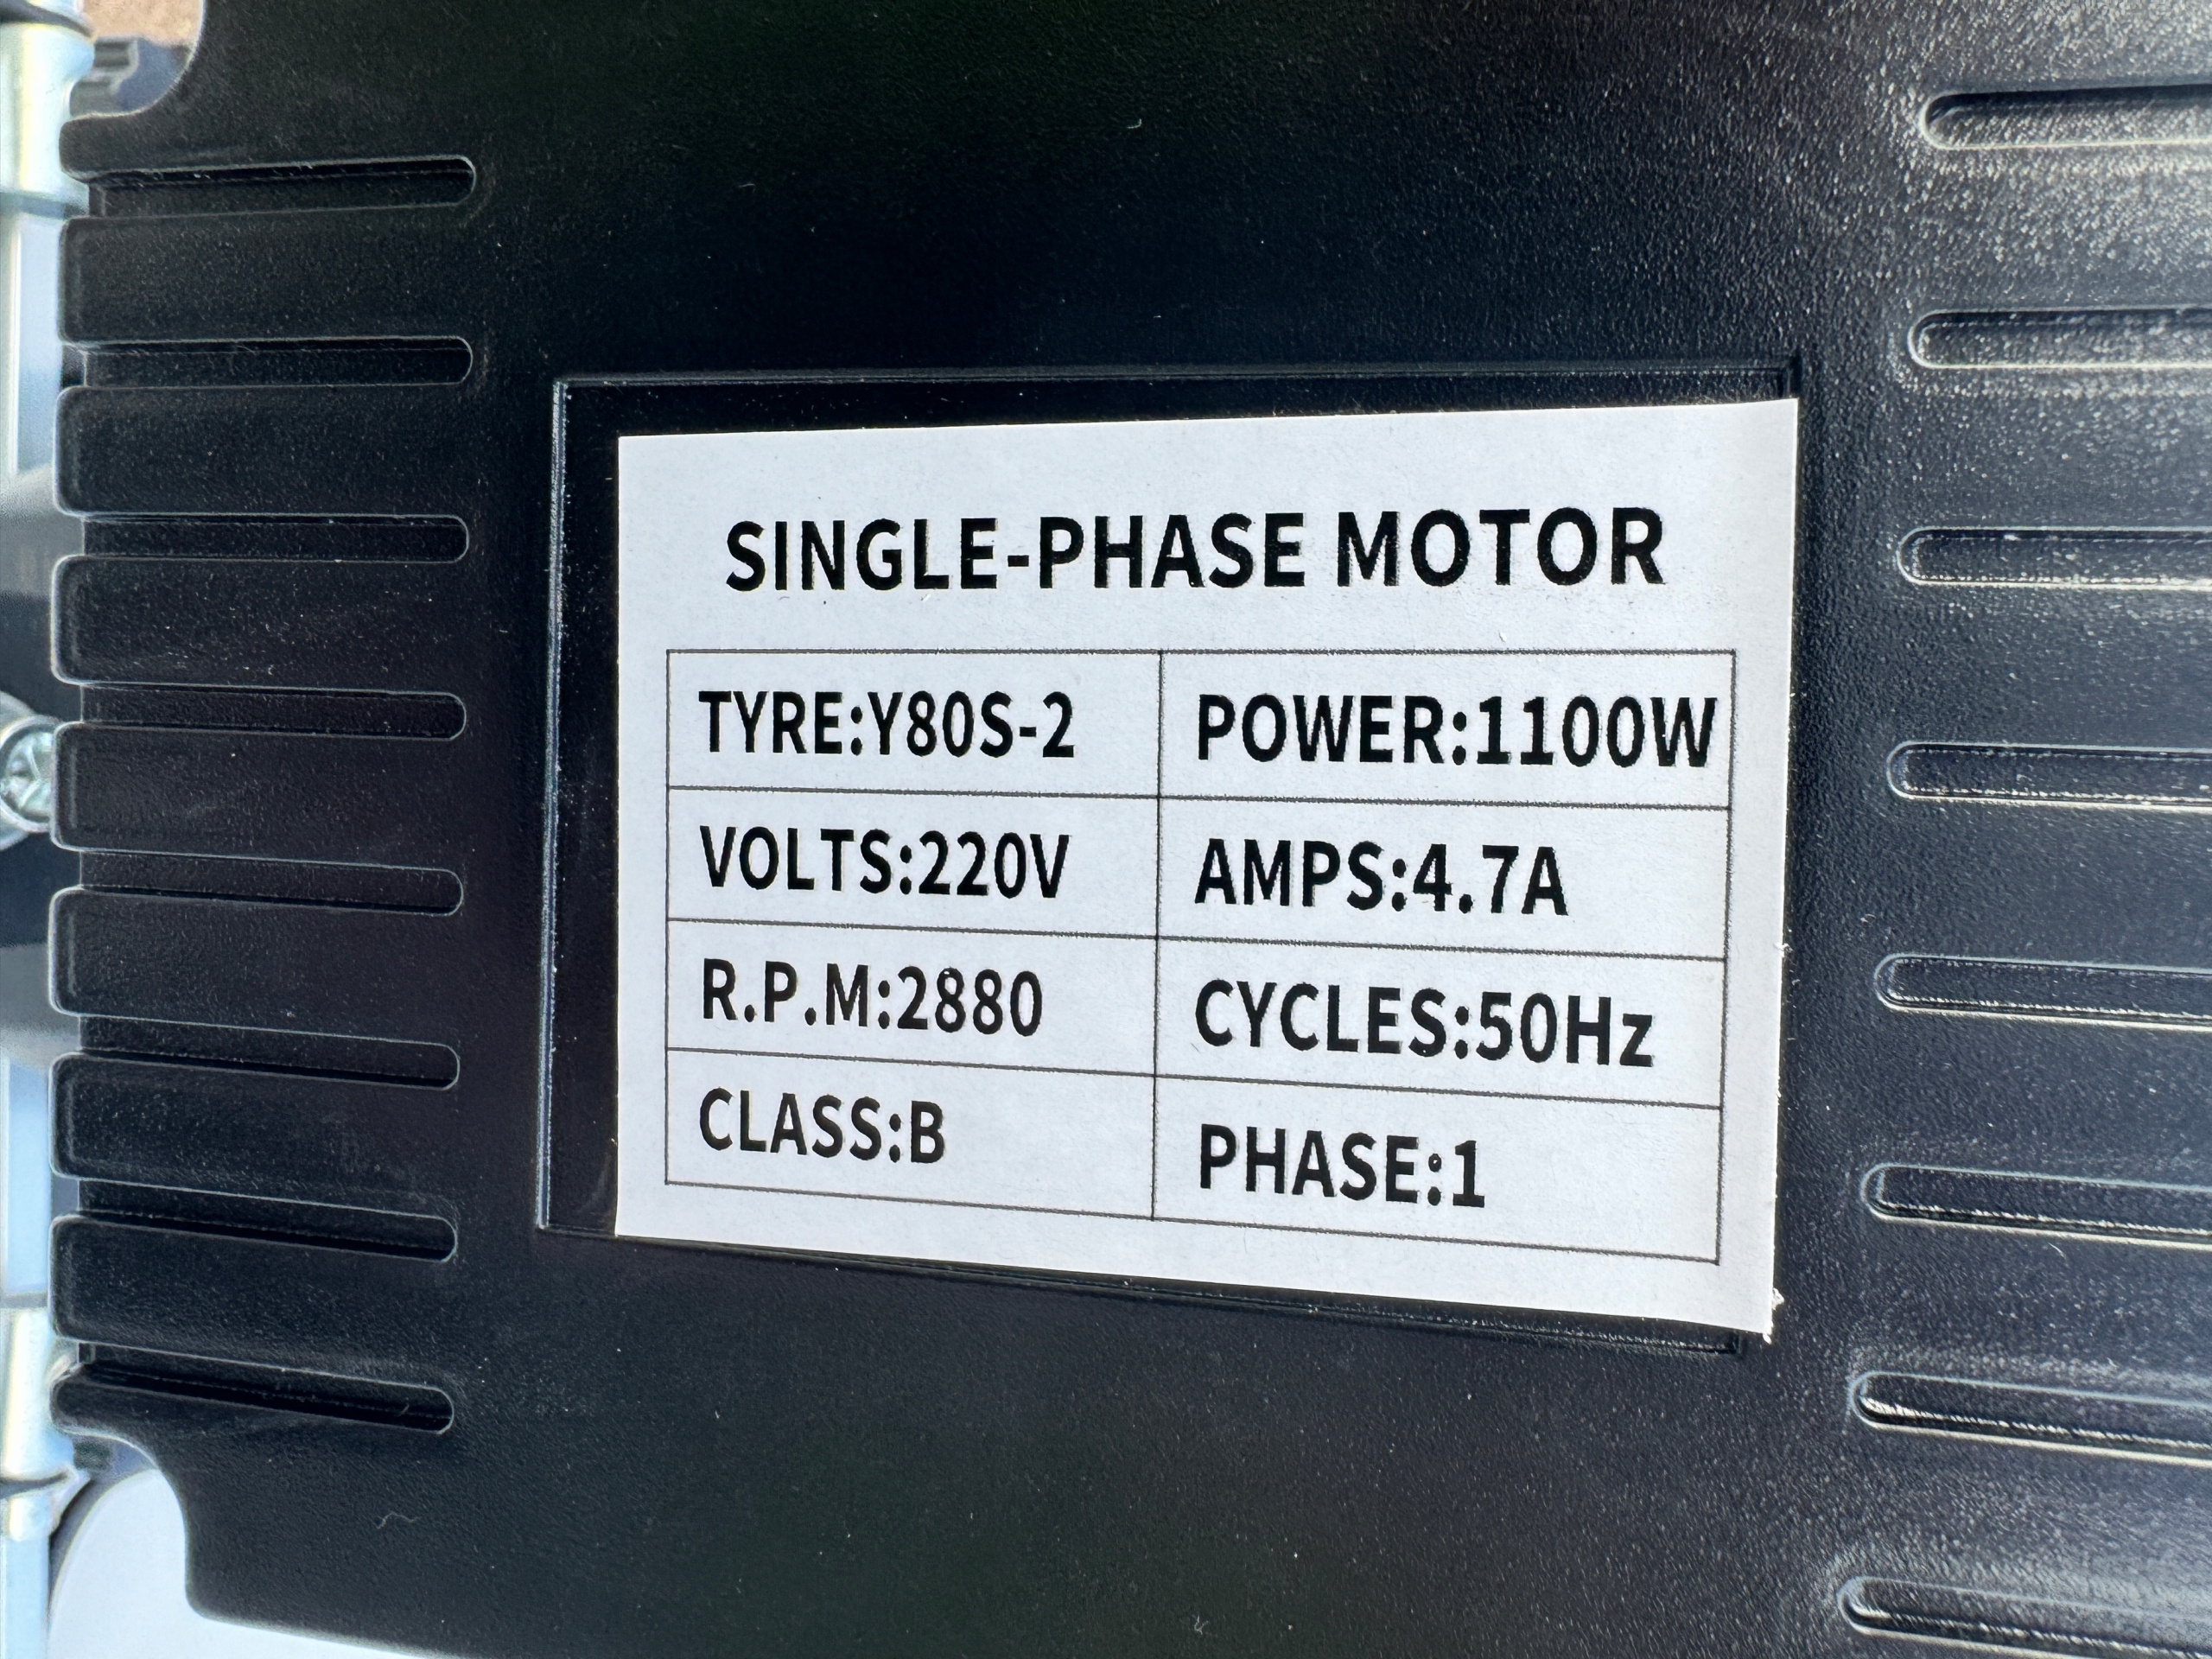 SINGLE-PHASE MOTOR
TYRE:Y80S-2 POWER:1100W
VOLTS:220V AMPS:4.7A
R.P.M:2880 CYCLES:50Hz
CLASS:B PHASE:1